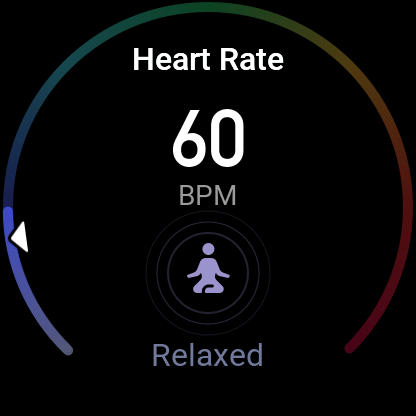 Heart Rate
60
BPM
Relaxed